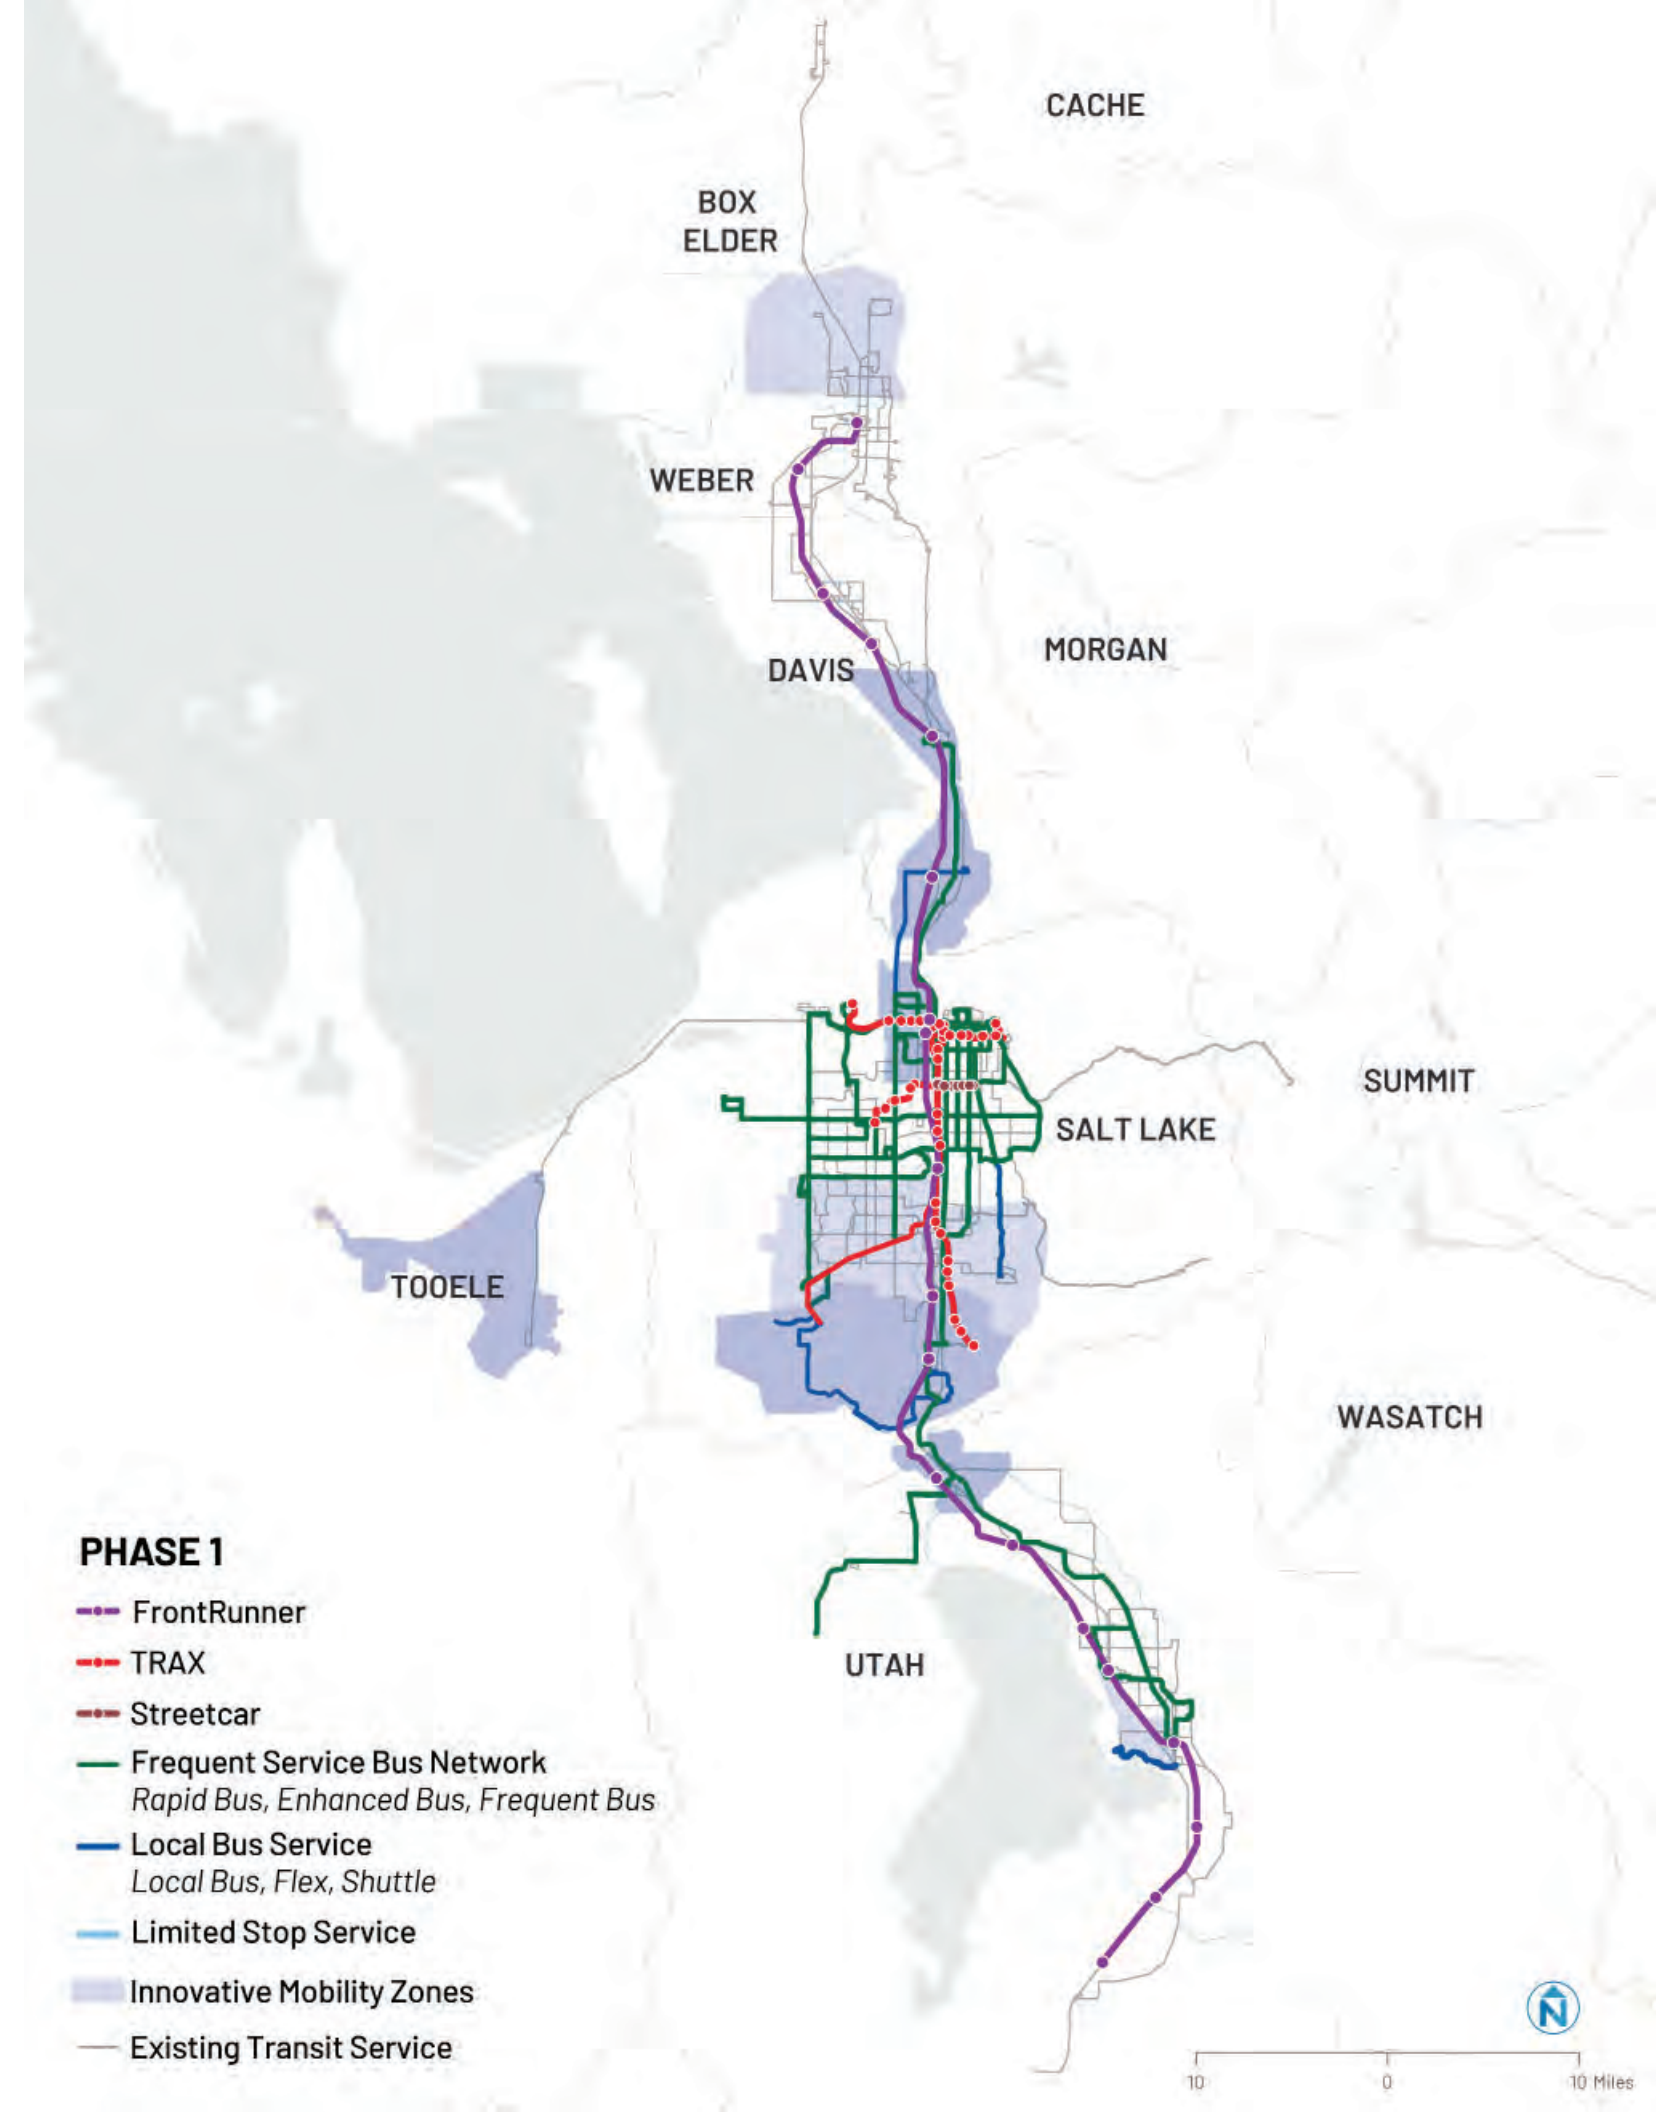 CACHE
BOX
ELDER
WEBER
MORGAN
DAVIS
SUMMIT
SALT LAKE
TOOELE
WASATCH
UTAH
PHASE 1
FrontRunner
TRAX
Streetcar
Frequent Service Bus Network
Rapid Bus, Enhanced Bus, Frequent Bus
Local Bus Service
Local Bus, Flex, Shuttle
Limited Stop Service
Innovative Mobility Zones
Existing Transit Service
N
10 0 10 Miles